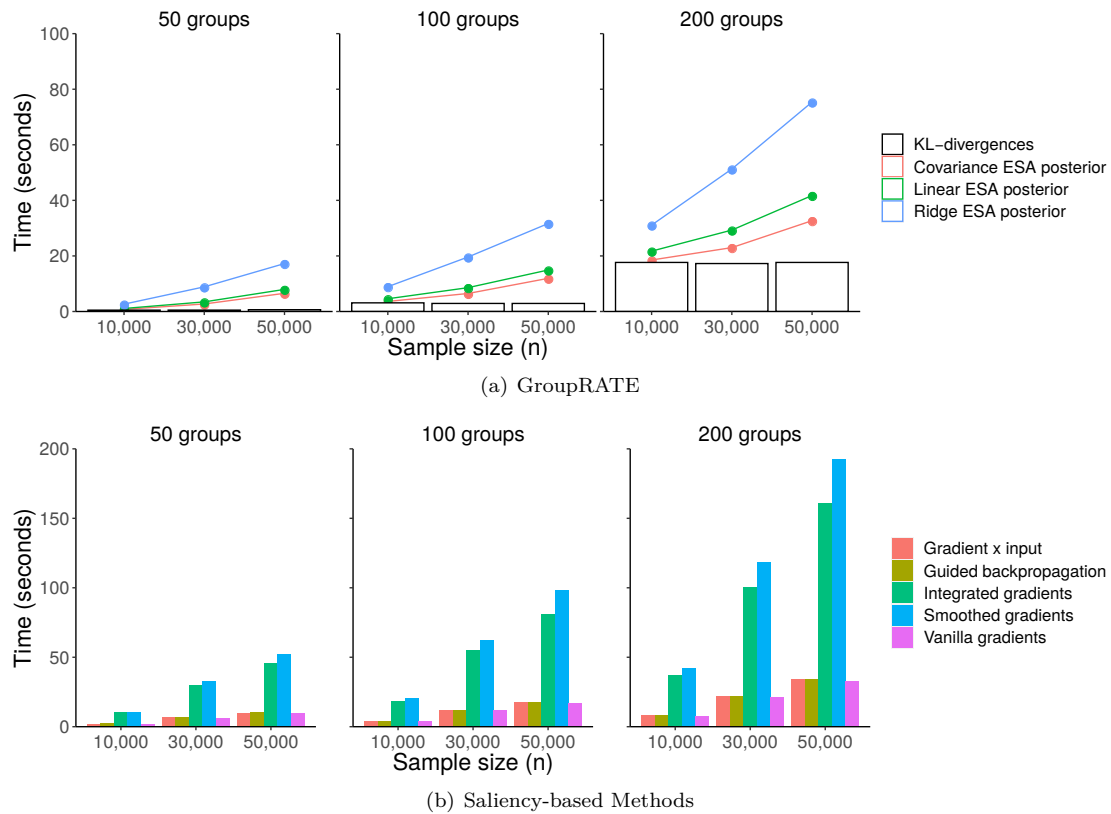 50 groups
100 groups
200 groups
100
80
60
40
20
0
Time (seconds)
10,000 30,000 50,000
10,000 30,000 50,000
10,000 30,000 50,000
Sample size (n)
KL−divergences
Covariance ESA posterior
Linear ESA posterior
Ridge ESA posterior
(a) GroupRATE
50 groups
100 groups
200 groups
200
150
100
50
0
Time (seconds)
10,000 30,000 50,000
10,000 30,000 50,000
10,000 30,000 50,000
Sample size (n)
Gradient x input
Guided backpropagation
Integrated gradients
Smoothed gradients
Vanilla gradients
(b) Saliency-based Methods